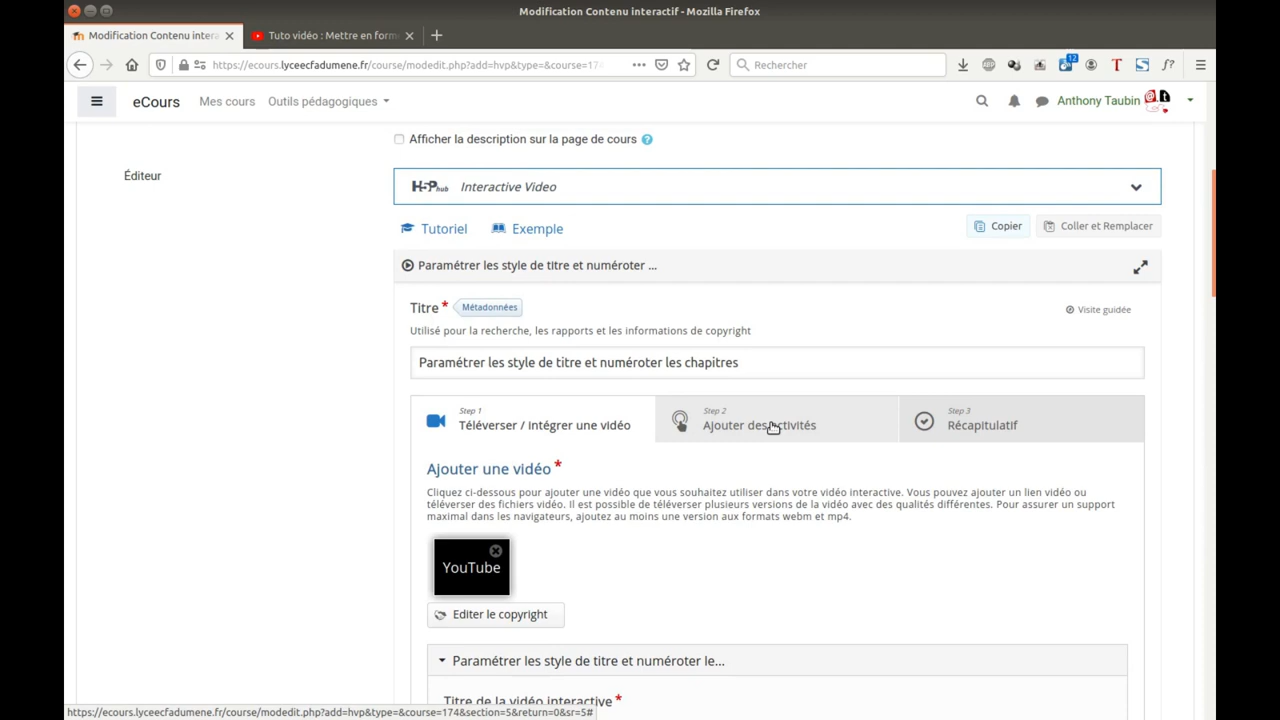 Modification Contenu interactif - Mozilla Firefox
Modification Contenu intera
Tuto vidéo : Mettre en form
https://ecours.lyceecfadumene.fr/course/modedit.php?add=hvp&type=&course=174
Rechercher
12
T
S
f?
eCours
Mes cours
Outils pédagogiques
Anthony Taubin
Afficher la description sur la page de cours
Éditeur
H5P hub
Interactive Video
Tutoriel
Exemple
Copier
Coller et Remplacer
Paramétrer les style de titre et numéroter ...
Titre *
Métadonnées
Visite guidée
Utilisé pour la recherche, les rapports et les informations de copyright
Paramétrer les style de titre et numéroter les chapitres
Step 1
Téléverser / intégrer une vidéo
Step 2
Ajouter des activités
Step 3
Récapitulatif
Ajouter une vidéo *
Cliquez ci-dessous pour ajouter une vidéo que vous souhaitez utiliser dans votre vidéo interactive. Vous pouvez ajouter un lien vidéo ou
téléverser des fichiers vidéo. Il est possible de téléverser plusieurs versions de la vidéo avec des qualités différentes. Pour assurer un support
maximal dans les navigateurs, ajoutez au moins une version aux formats webm et mp4.
YouTube
Editer le copyright
Paramétrer les style de titre et numéroter le...
Titre de la vidéo interactive *
https://ecours.lyceecfadumene.fr/course/modedit.php?add=hvp&type=&course=174&section=5&return=0&sr=5#